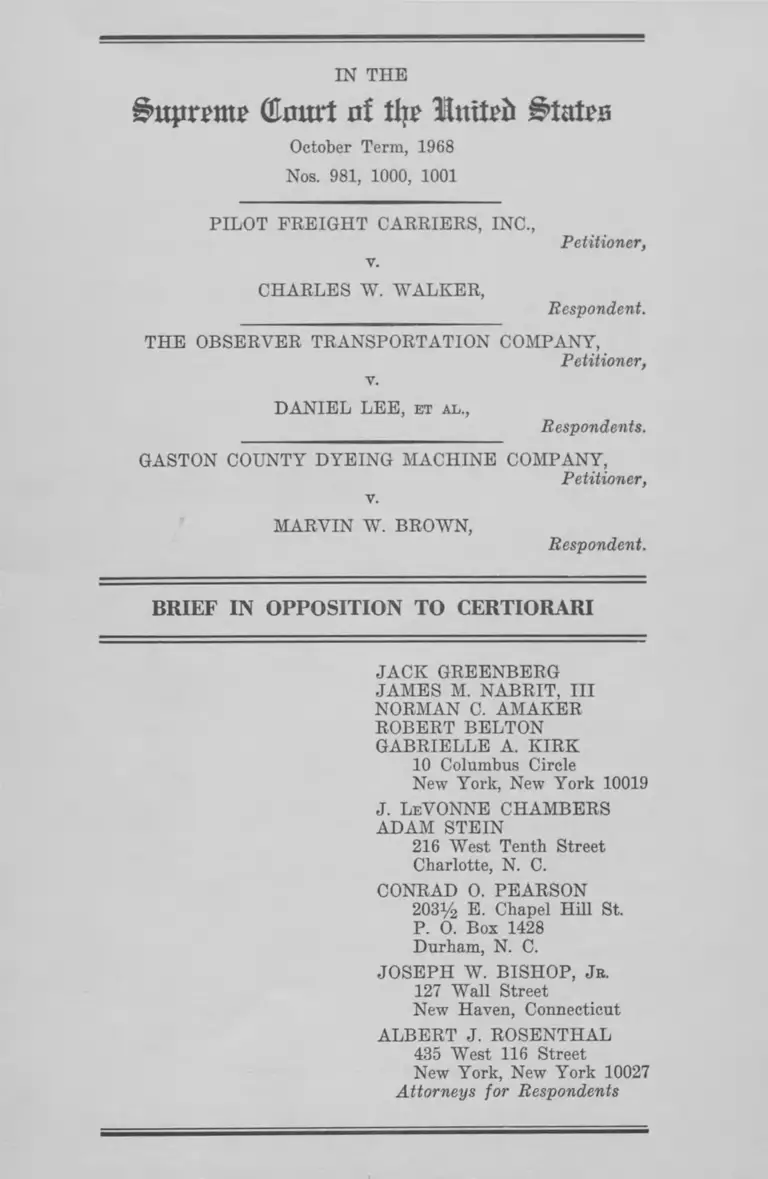 IN THE
Supreme Court of the United States
October Term, 1968
Nos. 981, 1000, 1001
PILOT FREIGHT CARRIERS, INC.,
Petitioner,
v.
CHARLES W. WALKER,
Respondent.
THE OBSERVER TRANSPORTATION COMPANY,
Petitioner,
v.
DANIEL LEE, ET AL.,
Respondents.
GASTON COUNTY DYEING MACHINE COMPANY,
Petitioner,
v.
MARVIN W. BROWN,
Respondent.
BRIEF IN OPPOSITION TO CERTIORARI
JACK GREENBERG
JAMES M. NABRIT, III
NORMAN C. AMAKER
ROBERT BELTON
GABRIELLE A. KIRK
10 Columbus Circle
New York, New York 10019
J. LeVONNE CHAMBERS
ADAM STEIN
216 West Tenth Street
Charlotte, N. C.
CONRAD O. PEARSON
203½ E. Chapel Hill St.
P. O. Box 1428
Durham, N. C.
JOSEPH W. BISHOP, JR.
127 Wall Street
New Haven, Connecticut
ALBERT J. ROSENTHAL
435 West 116 Street
New York, New York 10027
Attorneys for Respondents